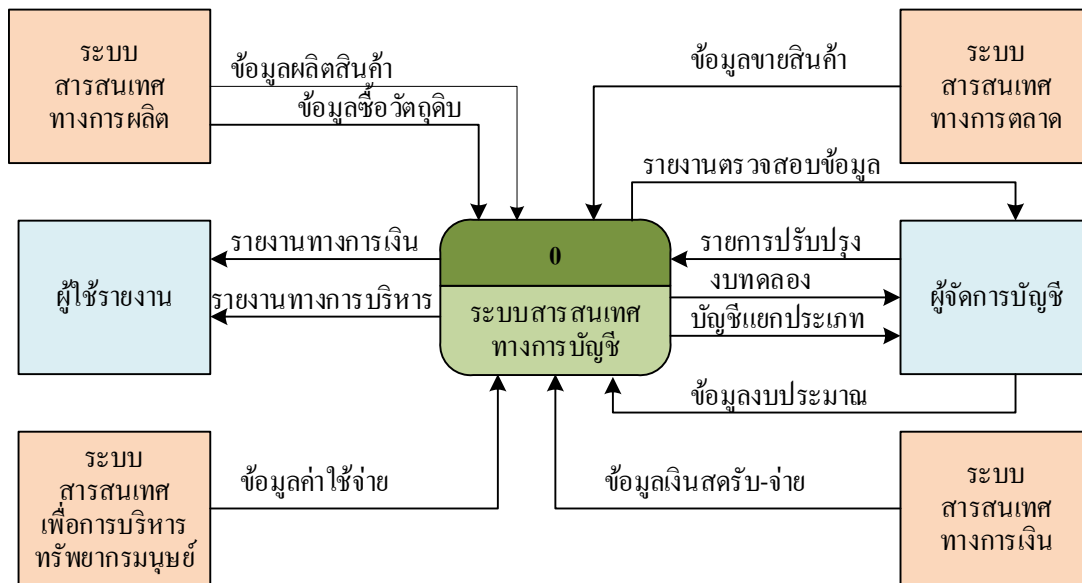 ระบบ
สารสนเทศ
ทางการผลิต
ข้อมูลผลิตสินค้า
ข้อมูลซื้อวัตถุดิบ
ข้อมูลขายสินค้า
ระบบ
สารสนเทศ
ทางการตลาด
รายงานตรวจสอบข้อมูล
ผู้ใช้รายงาน
รายงานทางการเงิน
รายงานทางการบริหาร
0
ระบบสารสนเทศ
ทางการบัญชี
รายการปรับปรุง
งบทดลอง
บัญชีแยกประเภท
ผู้จัดการบัญชี
ข้อมูลงบประมาณ
ระบบ
สารสนเทศ
เพื่อการบริหาร
ทรัพยากรมนุษย์
ข้อมูลค่าใช้จ่าย
ข้อมูลเงินสดรับ-จ่าย
ระบบ
สารสนเทศ
ทางการเงิน